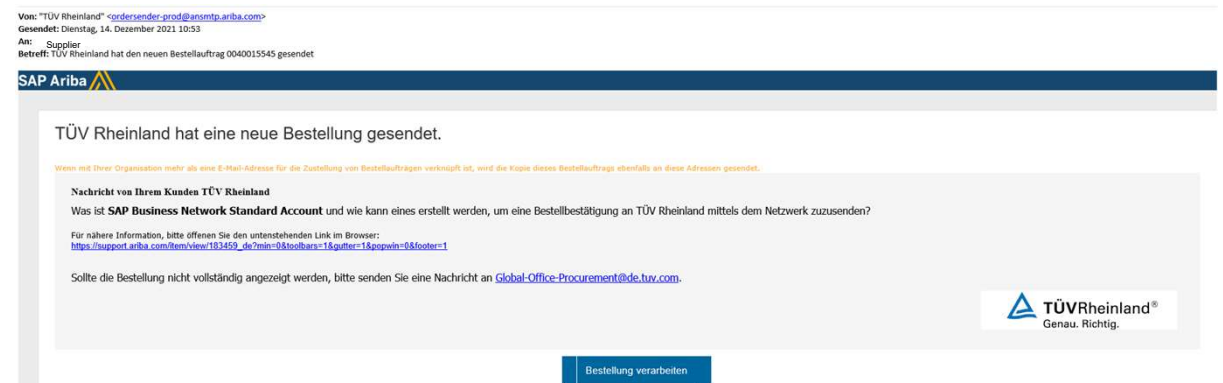 Von: "TÜV Rheinland" <ordersender-prod@ansmtp.ariba.com>
Gesendet: Dienstag, 14. Dezember 2021 10:53
An: Supplier
Betreff: TÜV Rheinland hat den neuen Bestellauftrag 0040015545 gesendet
SAP Ariba
TÜV Rheinland hat eine neue Bestellung gesendet.
Wenn mit Ihrer Organisation mehr als eine E-Mail-Adresse für die Zustellung von Bestellaufträgen verknüpft ist, wird die Kopie dieses Bestellauftrags ebenfalls an diese Adressen gesendet.
Nachricht von Ihrem Kunden TÜV Rheinland
Was ist SAP Business Network Standard Account und wie kann eines erstellt werden, um eine Bestellbestätigung an TÜV Rheinland mittels dem Netzwerk zuzusenden?
Für nähere Information, bitte öffenen Sie den untenstehenden Link im Browser:
https://support.ariba.com/item/view/183459_de?min=0&toolbars=1&gutter=1&popwin=0&footer=1
Sollte die Bestellung nicht vollständig angezeigt werden, bitte senden Sie eine Nachricht an Global-Office-Procurement@de.tuv.com.
TÜVRheinland®
Genau. Richtig.
Bestellung verarbeiten